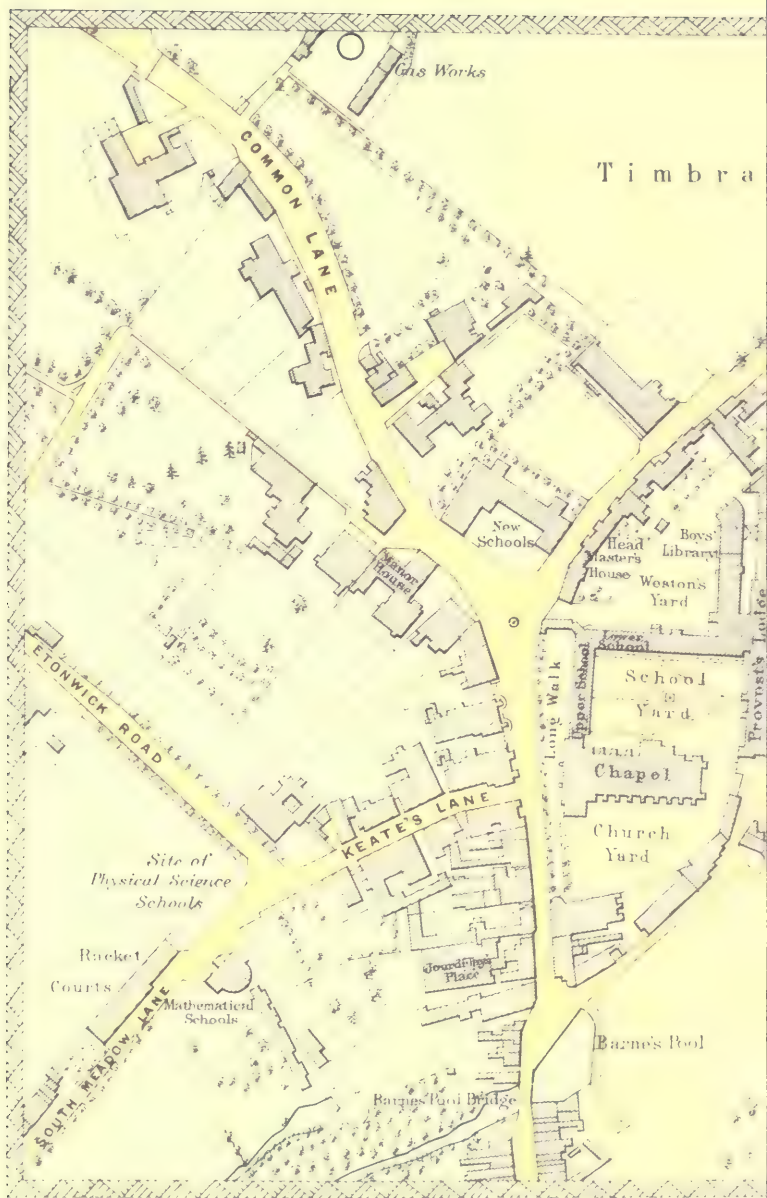 Gas Works
Timbra
COMMON LANE
New
Schools
Head
Master's
House
Boys'
Library
Weston's
Yard
Manor
House
Lower
School
Upper School
School
Yard
Provost's Lodge
Long Walk
Chapel
ETONWICK ROAD
KEATE'S LANE
Church
Yard
Site of
Physical Science
Schools
Racket
Courts
Mathematical
Schools
Place
SOUTH MEADOW LANE
Barne's Pool
Barnes Pool Bridge